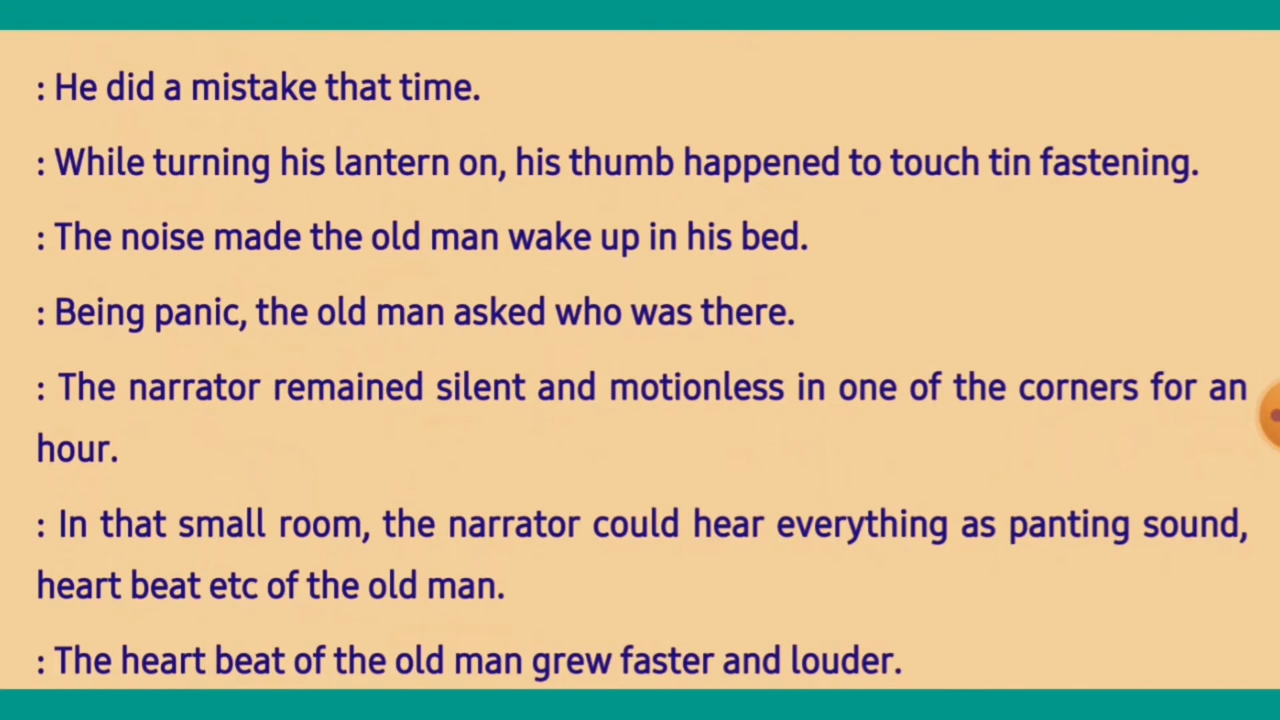 : He did a mistake that time.
: While turning his lantern on, his thumb happened to touch tin fastening.
: The noise made the old man wake up in his bed.
: Being panic, the old man asked who was there.
: The narrator remained silent and motionless in one of the corners for an
hour.
: In that small room, the narrator could hear everything as panting sound,
heart beat etc of the old man.
: The heart beat of the old man grew faster and louder.